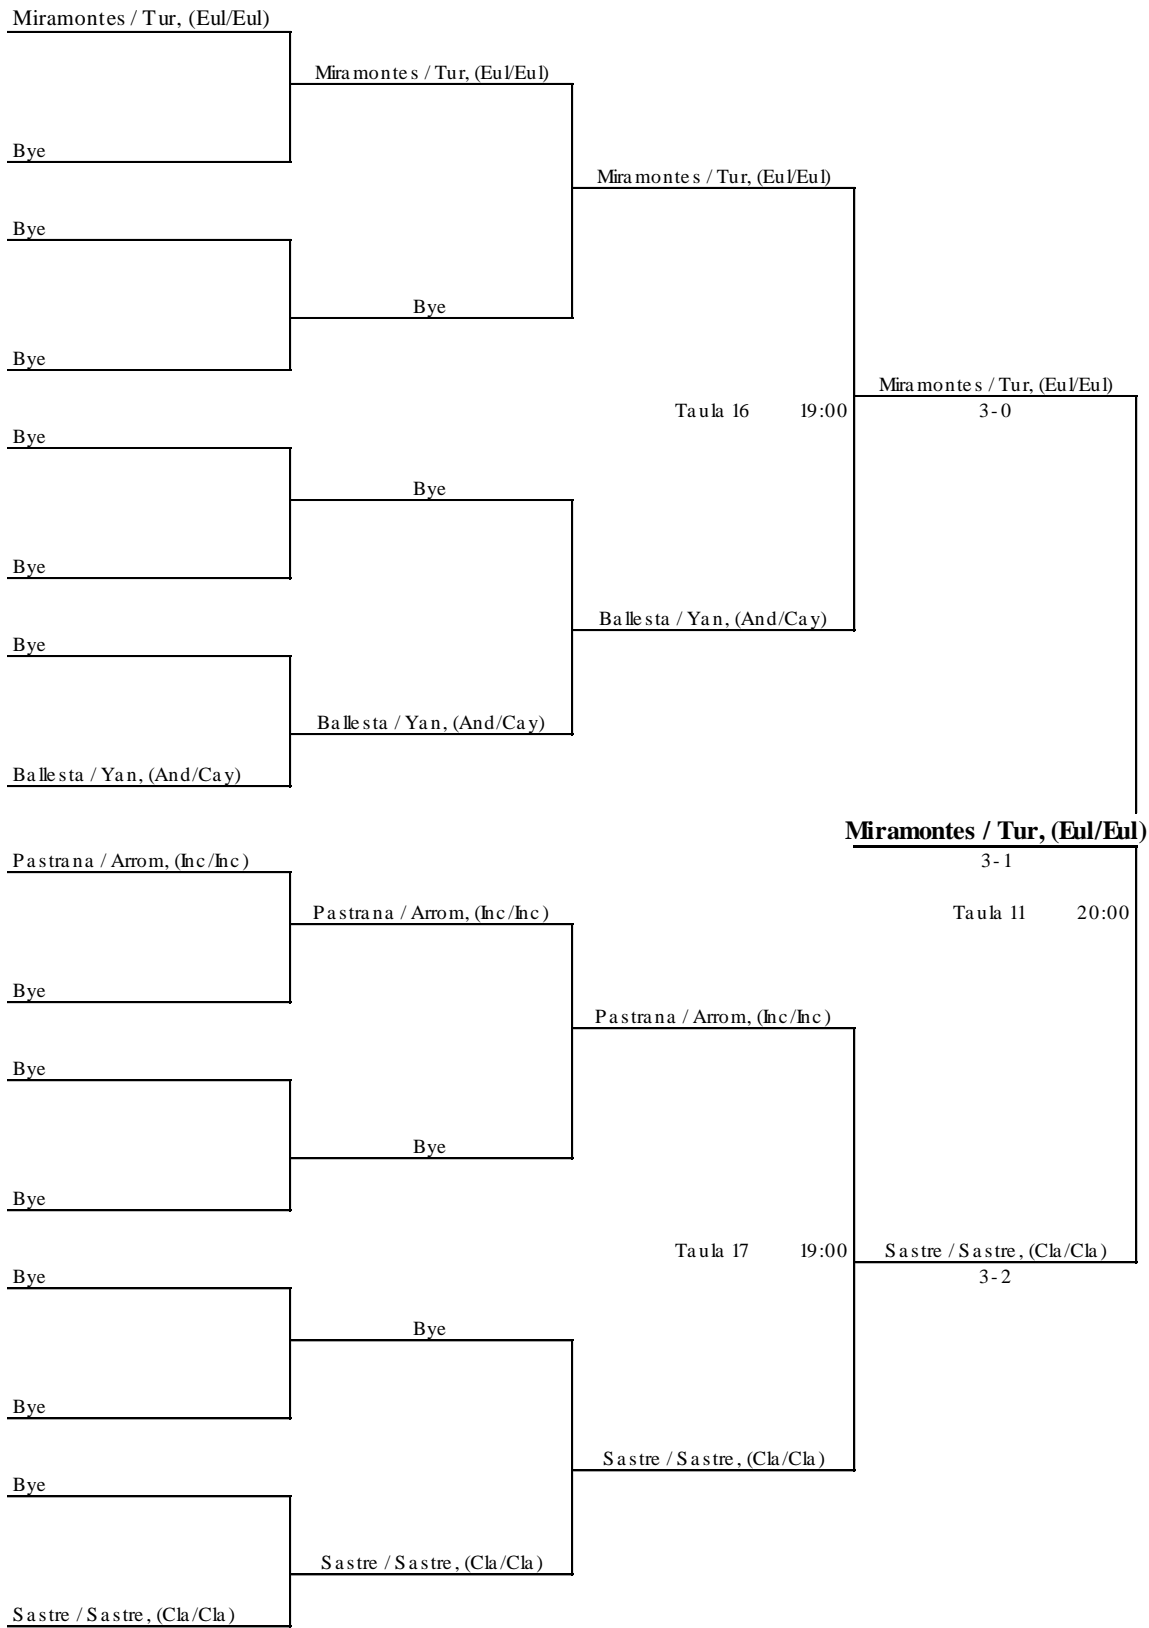 Miramontes / Tur, (Eul/Eul)
Miramontes / Tur, (Eul/Eul)
Bye
Miramontes / Tur, (Eul/Eul)
Bye
Bye
Bye
Miramontes / Tur, (Eul/Eul)
Taula 16 19:00 3-0
Bye
Bye
Bye
Ballesta / Yan, (And/Cay)
Bye
Ballesta / Yan, (And/Cay)
Ballesta / Yan, (And/Cay)
Miramontes / Tur, (Eul/Eul)
Pastrana / Arrom, (Inc/Inc) 3-1
Pastrana / Arrom, (Inc/Inc) Taula 11 20:00
Bye
Pastrana / Arrom, (Inc/Inc)
Bye
Bye
Bye
Taula 17 19:00 Sastre / Sastre, (Cla/Cla)
Bye 3-2
Bye
Bye
Sastre / Sastre, (Cla/Cla)
Bye
Sastre / Sastre, (Cla/Cla)
Sastre / Sastre, (Cla/Cla)